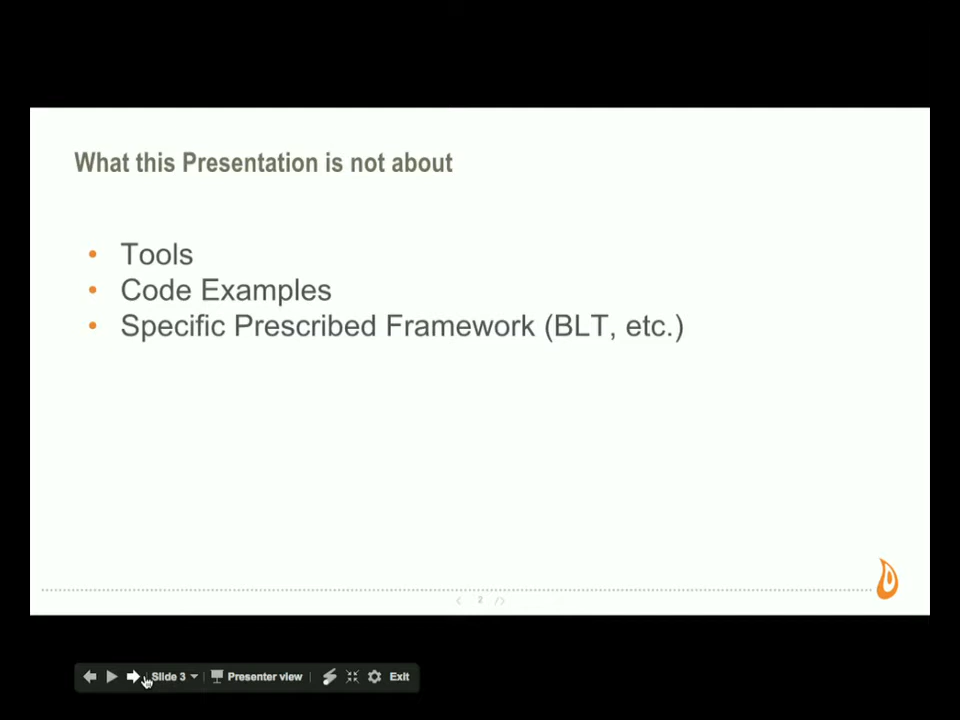 What this Presentation is not about
• Tools
• Code Examples
• Specific Prescribed Framework (BLT, etc.)
< 2 />
Slide 3 Presenter view Exit